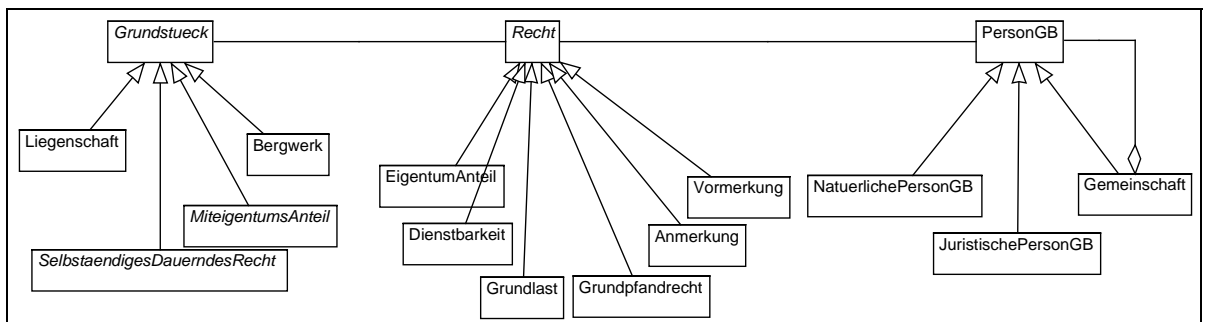 Grundstueck
Recht
PersonGB
Liegenschaft
Bergwerk
MiteigentumsAnteil
SelbstaendigesDauerndesRecht
EigentumAnteil
Dienstbarkeit
Grundlast
Grundpfandrecht
Anmerkung
Vormerkung
NatuerlichePersonGB
JuristischePersonGB
Gemeinschaft